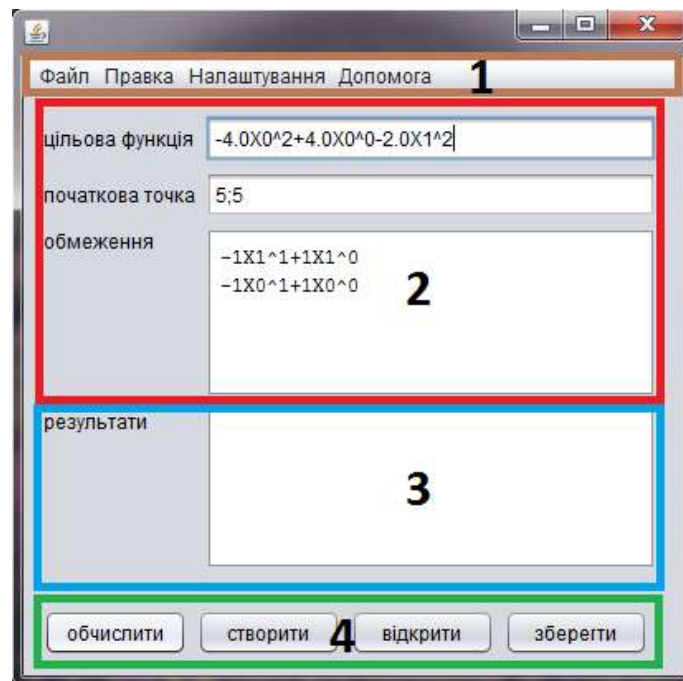 Файл Правка Налаштування Допомога 1
цільова функція -4.0X0^2+4.0X0^0-2.0X1^2
початкова точка 5;5
обмеження
-1X1^1+1X1^0
-1X0^1+1X0^0
2
результати
3
обчислити створити 4 відкрити зберегти